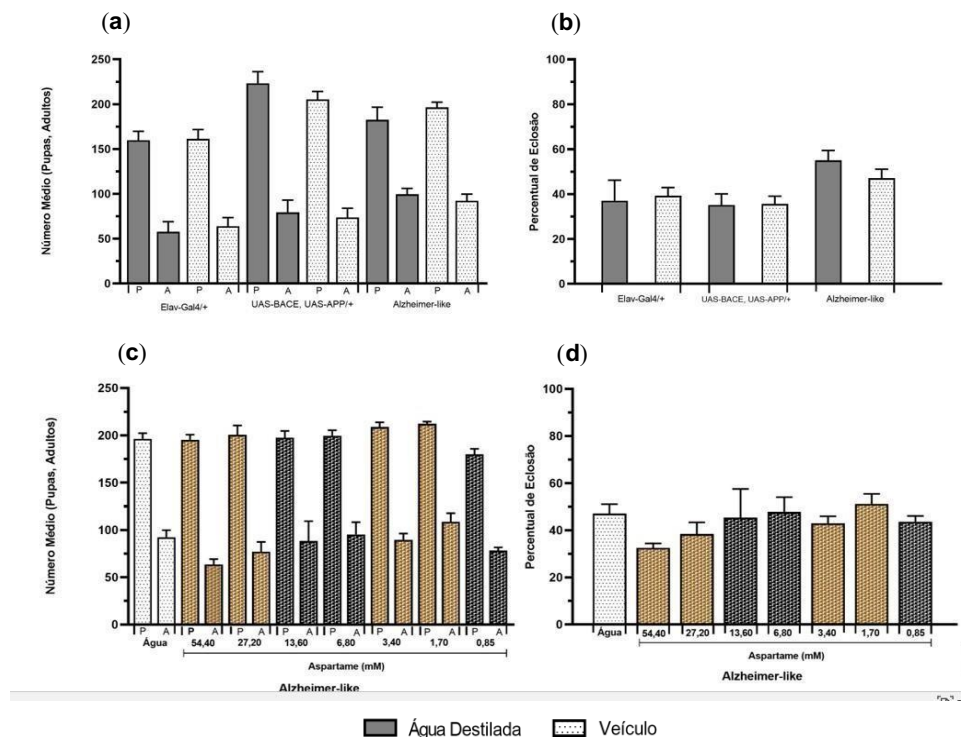 (a)
Número Médio (Pupas, Adultos)
250
200
150
100
50
0
P A P A P A P A P A P A
Elav-Gal4/+ UAS-BACE, UAS-APP/+ Alzheimer-like
(b)
Percentual de Eclosão
100
80
60
40
20
0
Elav-Gal4/+ UAS-BACE, UAS-APP/+ Alzheimer-like
(c)
Número Médio (Pupas, Adultos)
250
200
150
100
50
0
P A P A P A P A P A P A P A P A
Água 54,40 27,20 13,60 6,80 3,40 1,70 0,85
Aspartame (mM)
Alzheimer-like
(d)
Percentual de Eclosão
100
80
60
40
20
0
Água 54,40 27,20 13,60 6,80 3,40 1,70 0,85
Aspartame (mM)
Alzheimer-like
Água Destilada Veículo